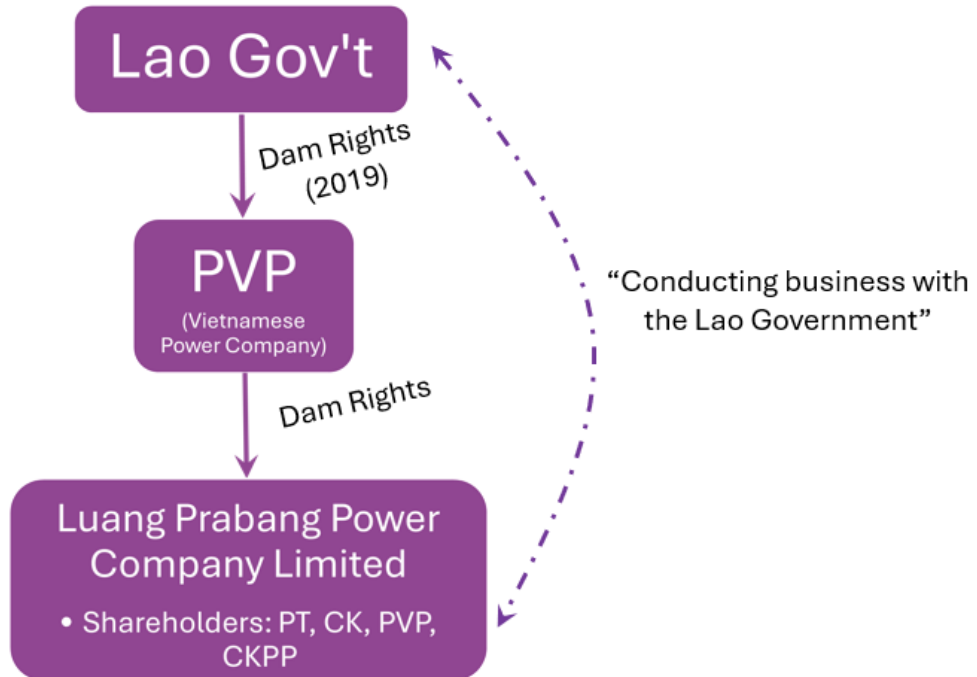 Lao Gov't
Dam Rights
(2019)
PVP
(Vietnamese
Power Company)
“Conducting business with
the Lao Government”
Dam Rights
Luang Prabang Power
Company Limited
• Shareholders: PT, CK, PVP,
CKPP